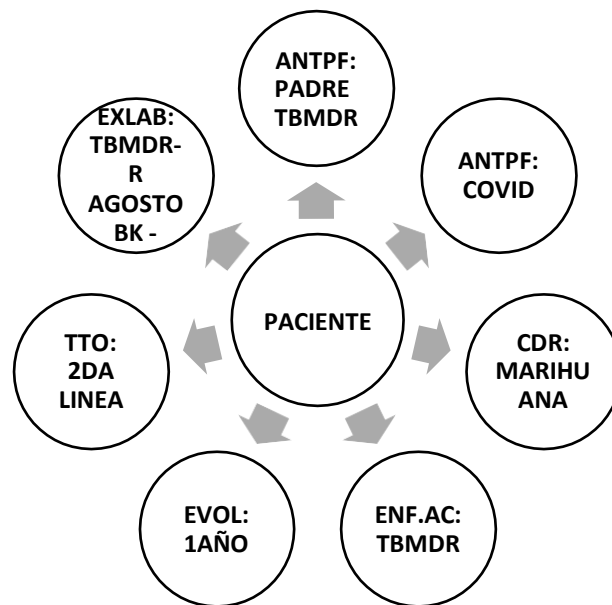 ANTPF:
PADRE
TBMDR
EXLAB:
TBMDR-
R
AGOSTO
BK -
ANTPF:
COVID
PACIENTE
TTO:
2DA
LINEA
CDR:
MARIHU
ANA
EVOL:
1AÑO
ENF.AC:
TBMDR